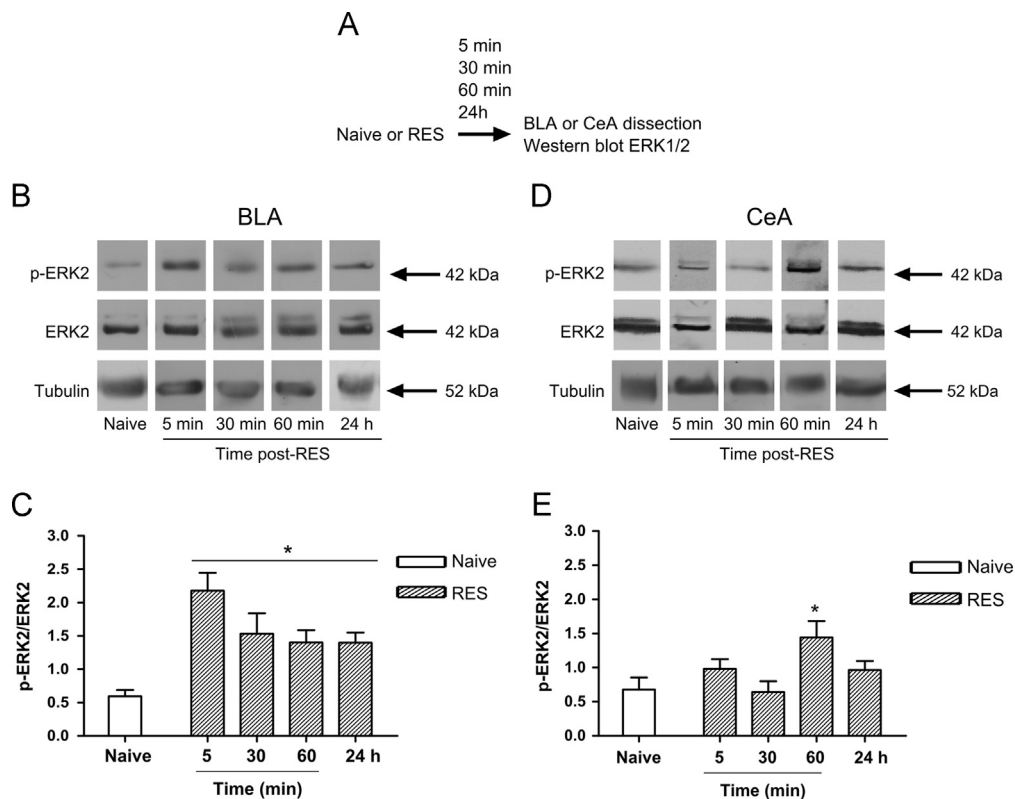 A
5 min
30 min
60 min
24h
Naive or RES
BLA or CeA dissection
Western blot ERK1/2
B
BLA
p-ERK2
42 kDa
ERK2
42 kDa
Tubulin
52 kDa
Naive 5 min 30 min 60 min 24 h
Time post-RES
D
CeA
p-ERK2
42 kDa
ERK2
42 kDa
Tubulin
52 kDa
Naive 5 min 30 min 60 min 24 h
Time post-RES
C
p-ERK2/ERK2
3.0
2.5
2.0
1.5
1.0
0.5
0.0
*
Naive
RES
Naive 5 30 60 24 h
Time (min)
E
p-ERK2/ERK2
3.0
2.5
2.0
1.5
1.0
0.5
0.0
*
Naive
RES
Naive 5 30 60 24 h
Time (min)